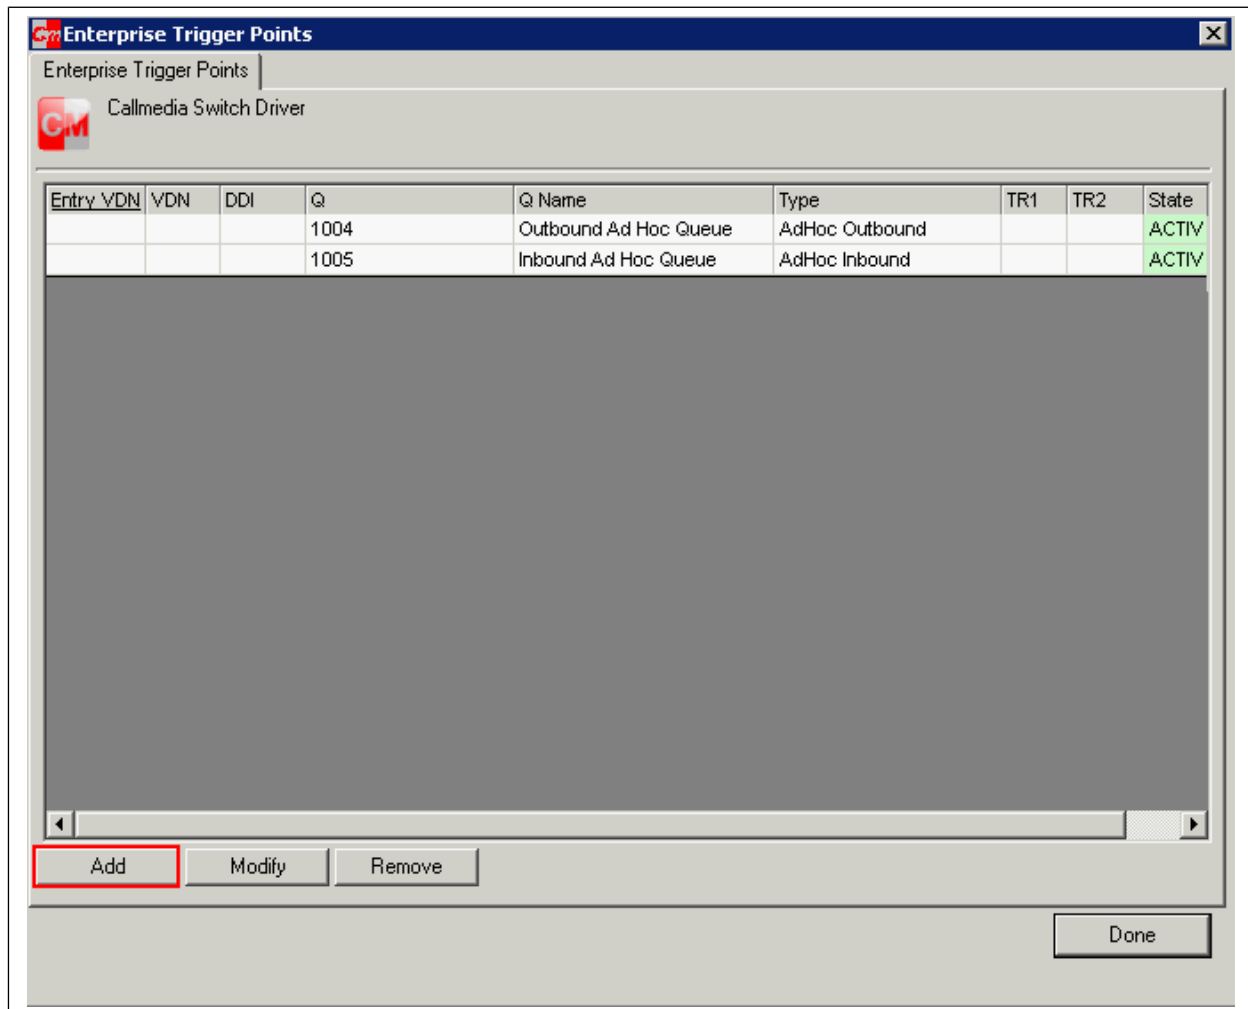 Cm Enterprise Trigger Points
Enterprise Trigger Points
CM Callmedia Switch Driver
Entry VDN VDN DDI Q Q Name Type TR1 TR2 State
1004 Outbound Ad Hoc Queue AdHoc Outbound ACTIV
1005 Inbound Ad Hoc Queue AdHoc Inbound ACTIV
Add Modify Remove
Done